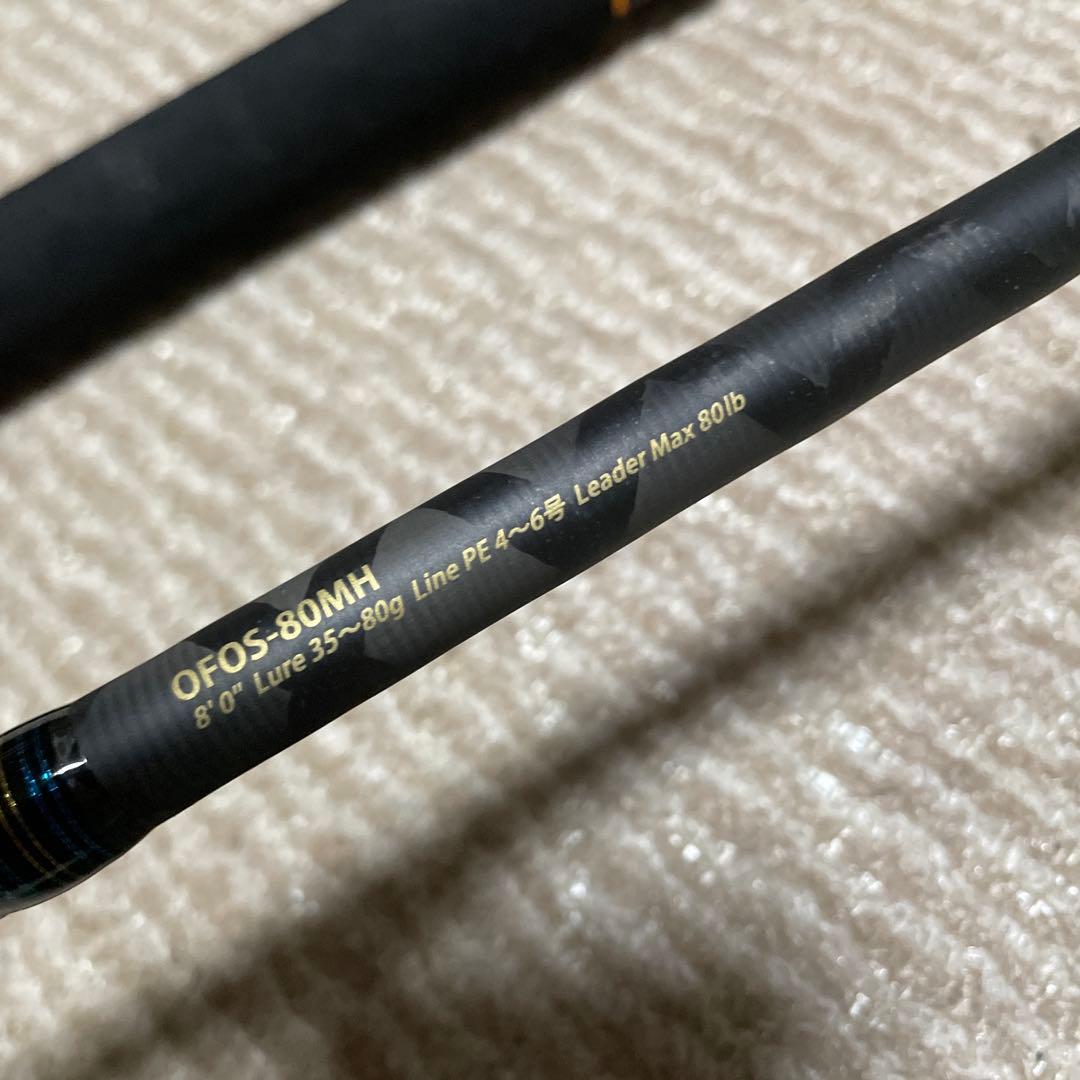 OFOS-80MH
8' 0" Lure 35～80g Line PE 4～6号 Leader Max 80lb